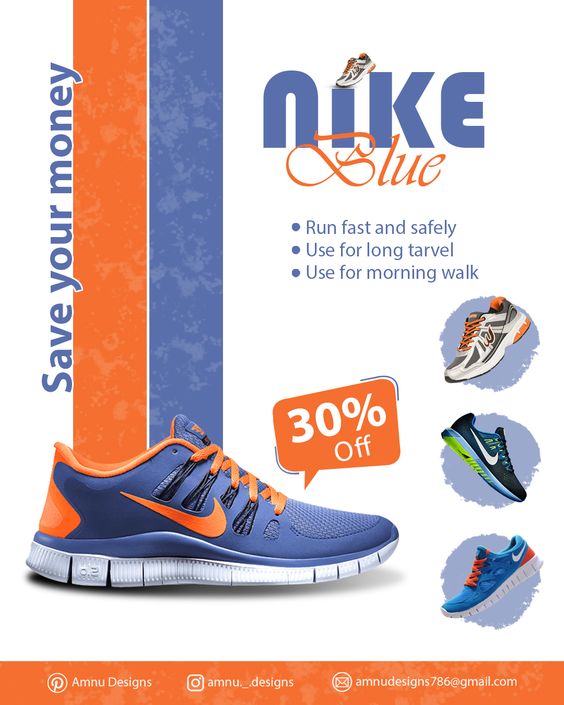 Save your money
NIKE
Blue
Run fast and safely
Use for long tarvel
Use for morning walk
30%
Off
Amnu Designs
amnu._.designs
amnudesigns786@gmail.com